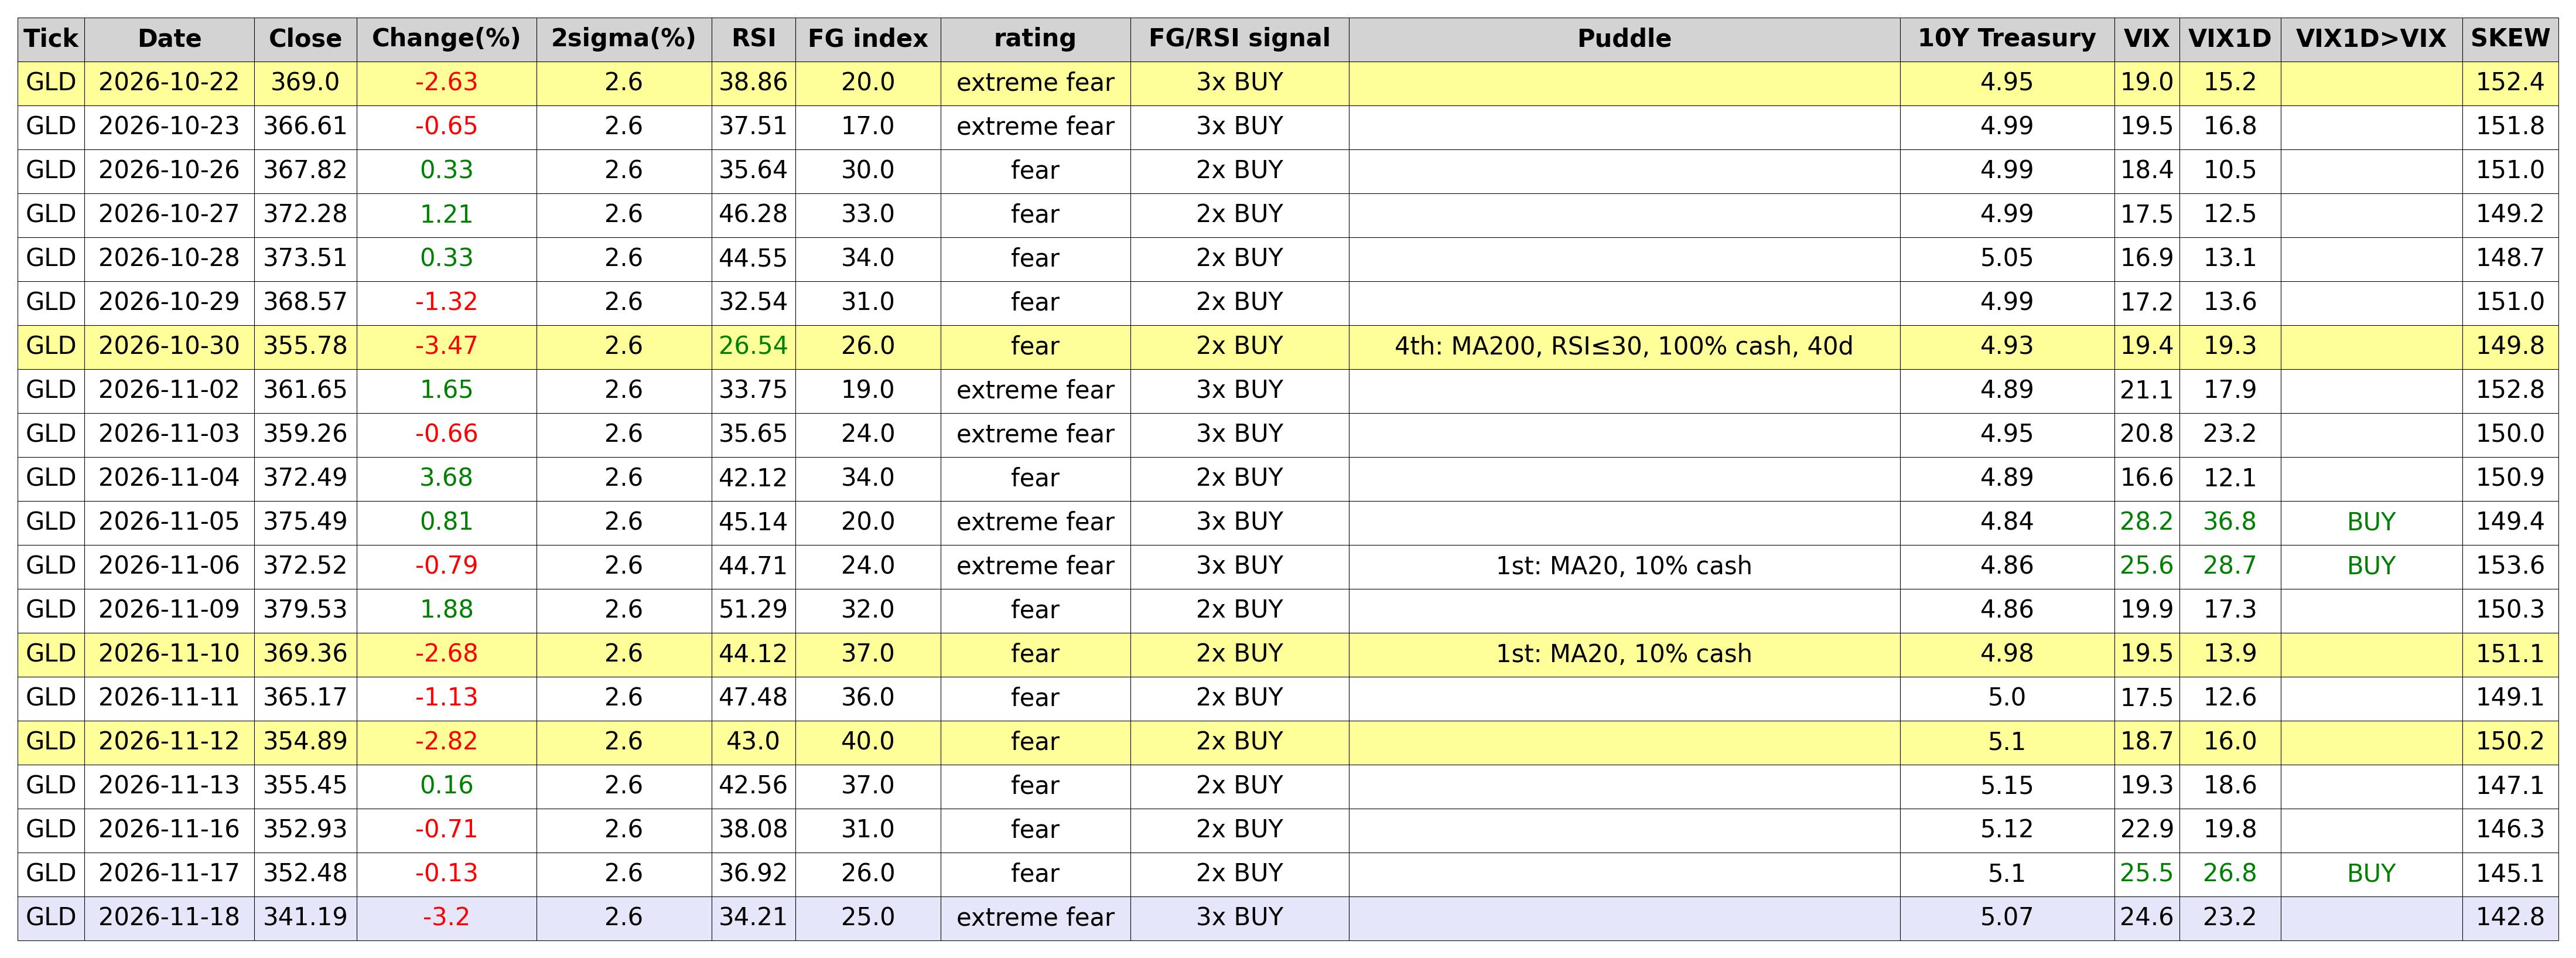 Tick Date Close Change(%) 2sigma(%) RSI FG index rating FG/RSI signal Puddle 10Y Treasury VIX VIX1D VIX1D>VIX SKEW
GLD 2026-10-22 369.0 -2.63 2.6 38.86 20.0 extreme fear 3x BUY 4.95 19.0 15.2 152.4
GLD 2026-10-23 366.61 -0.65 2.6 37.51 17.0 extreme fear 3x BUY 4.99 19.5 16.8 151.8
GLD 2026-10-26 367.82 0.33 2.6 35.64 30.0 fear 2x BUY 4.99 18.4 10.5 151.0
GLD 2026-10-27 372.28 1.21 2.6 46.28 33.0 fear 2x BUY 4.99 17.5 12.5 149.2
GLD 2026-10-28 373.51 0.33 2.6 44.55 34.0 fear 2x BUY 5.05 16.9 13.1 148.7
GLD 2026-10-29 368.57 -1.32 2.6 32.54 31.0 fear 2x BUY 4.99 17.2 13.6 151.0
GLD 2026-10-30 355.78 -3.47 2.6 26.54 26.0 fear 2x BUY 4th: MA200, RSI≤30, 100% cash, 40d 4.93 19.4 19.3 149.8
GLD 2026-11-02 361.65 1.65 2.6 33.75 19.0 extreme fear 3x BUY 4.89 21.1 17.9 152.8
GLD 2026-11-03 359.26 -0.66 2.6 35.65 24.0 extreme fear 3x BUY 4.95 20.8 23.2 150.0
GLD 2026-11-04 372.49 3.68 2.6 42.12 34.0 fear 2x BUY 4.89 16.6 12.1 150.9
GLD 2026-11-05 375.49 0.81 2.6 45.14 20.0 extreme fear 3x BUY 4.84 28.2 36.8 BUY 149.4
GLD 2026-11-06 372.52 -0.79 2.6 44.71 24.0 extreme fear 3x BUY 1st: MA20, 10% cash 4.86 25.6 28.7 BUY 153.6
GLD 2026-11-09 379.53 1.88 2.6 51.29 32.0 fear 2x BUY 4.86 19.9 17.3 150.3
GLD 2026-11-10 369.36 -2.68 2.6 44.12 37.0 fear 2x BUY 1st: MA20, 10% cash 4.98 19.5 13.9 151.1
GLD 2026-11-11 365.17 -1.13 2.6 47.48 36.0 fear 2x BUY 5.0 17.5 12.6 149.1
GLD 2026-11-12 354.89 -2.82 2.6 43.0 40.0 fear 2x BUY 5.1 18.7 16.0 150.2
GLD 2026-11-13 355.45 0.16 2.6 42.56 37.0 fear 2x BUY 5.15 19.3 18.6 147.1
GLD 2026-11-16 352.93 -0.71 2.6 38.08 31.0 fear 2x BUY 5.12 22.9 19.8 146.3
GLD 2026-11-17 352.48 -0.13 2.6 36.92 26.0 fear 2x BUY 5.1 25.5 26.8 BUY 145.1
GLD 2026-11-18 341.19 -3.2 2.6 34.21 25.0 extreme fear 3x BUY 5.07 24.6 23.2 142.8